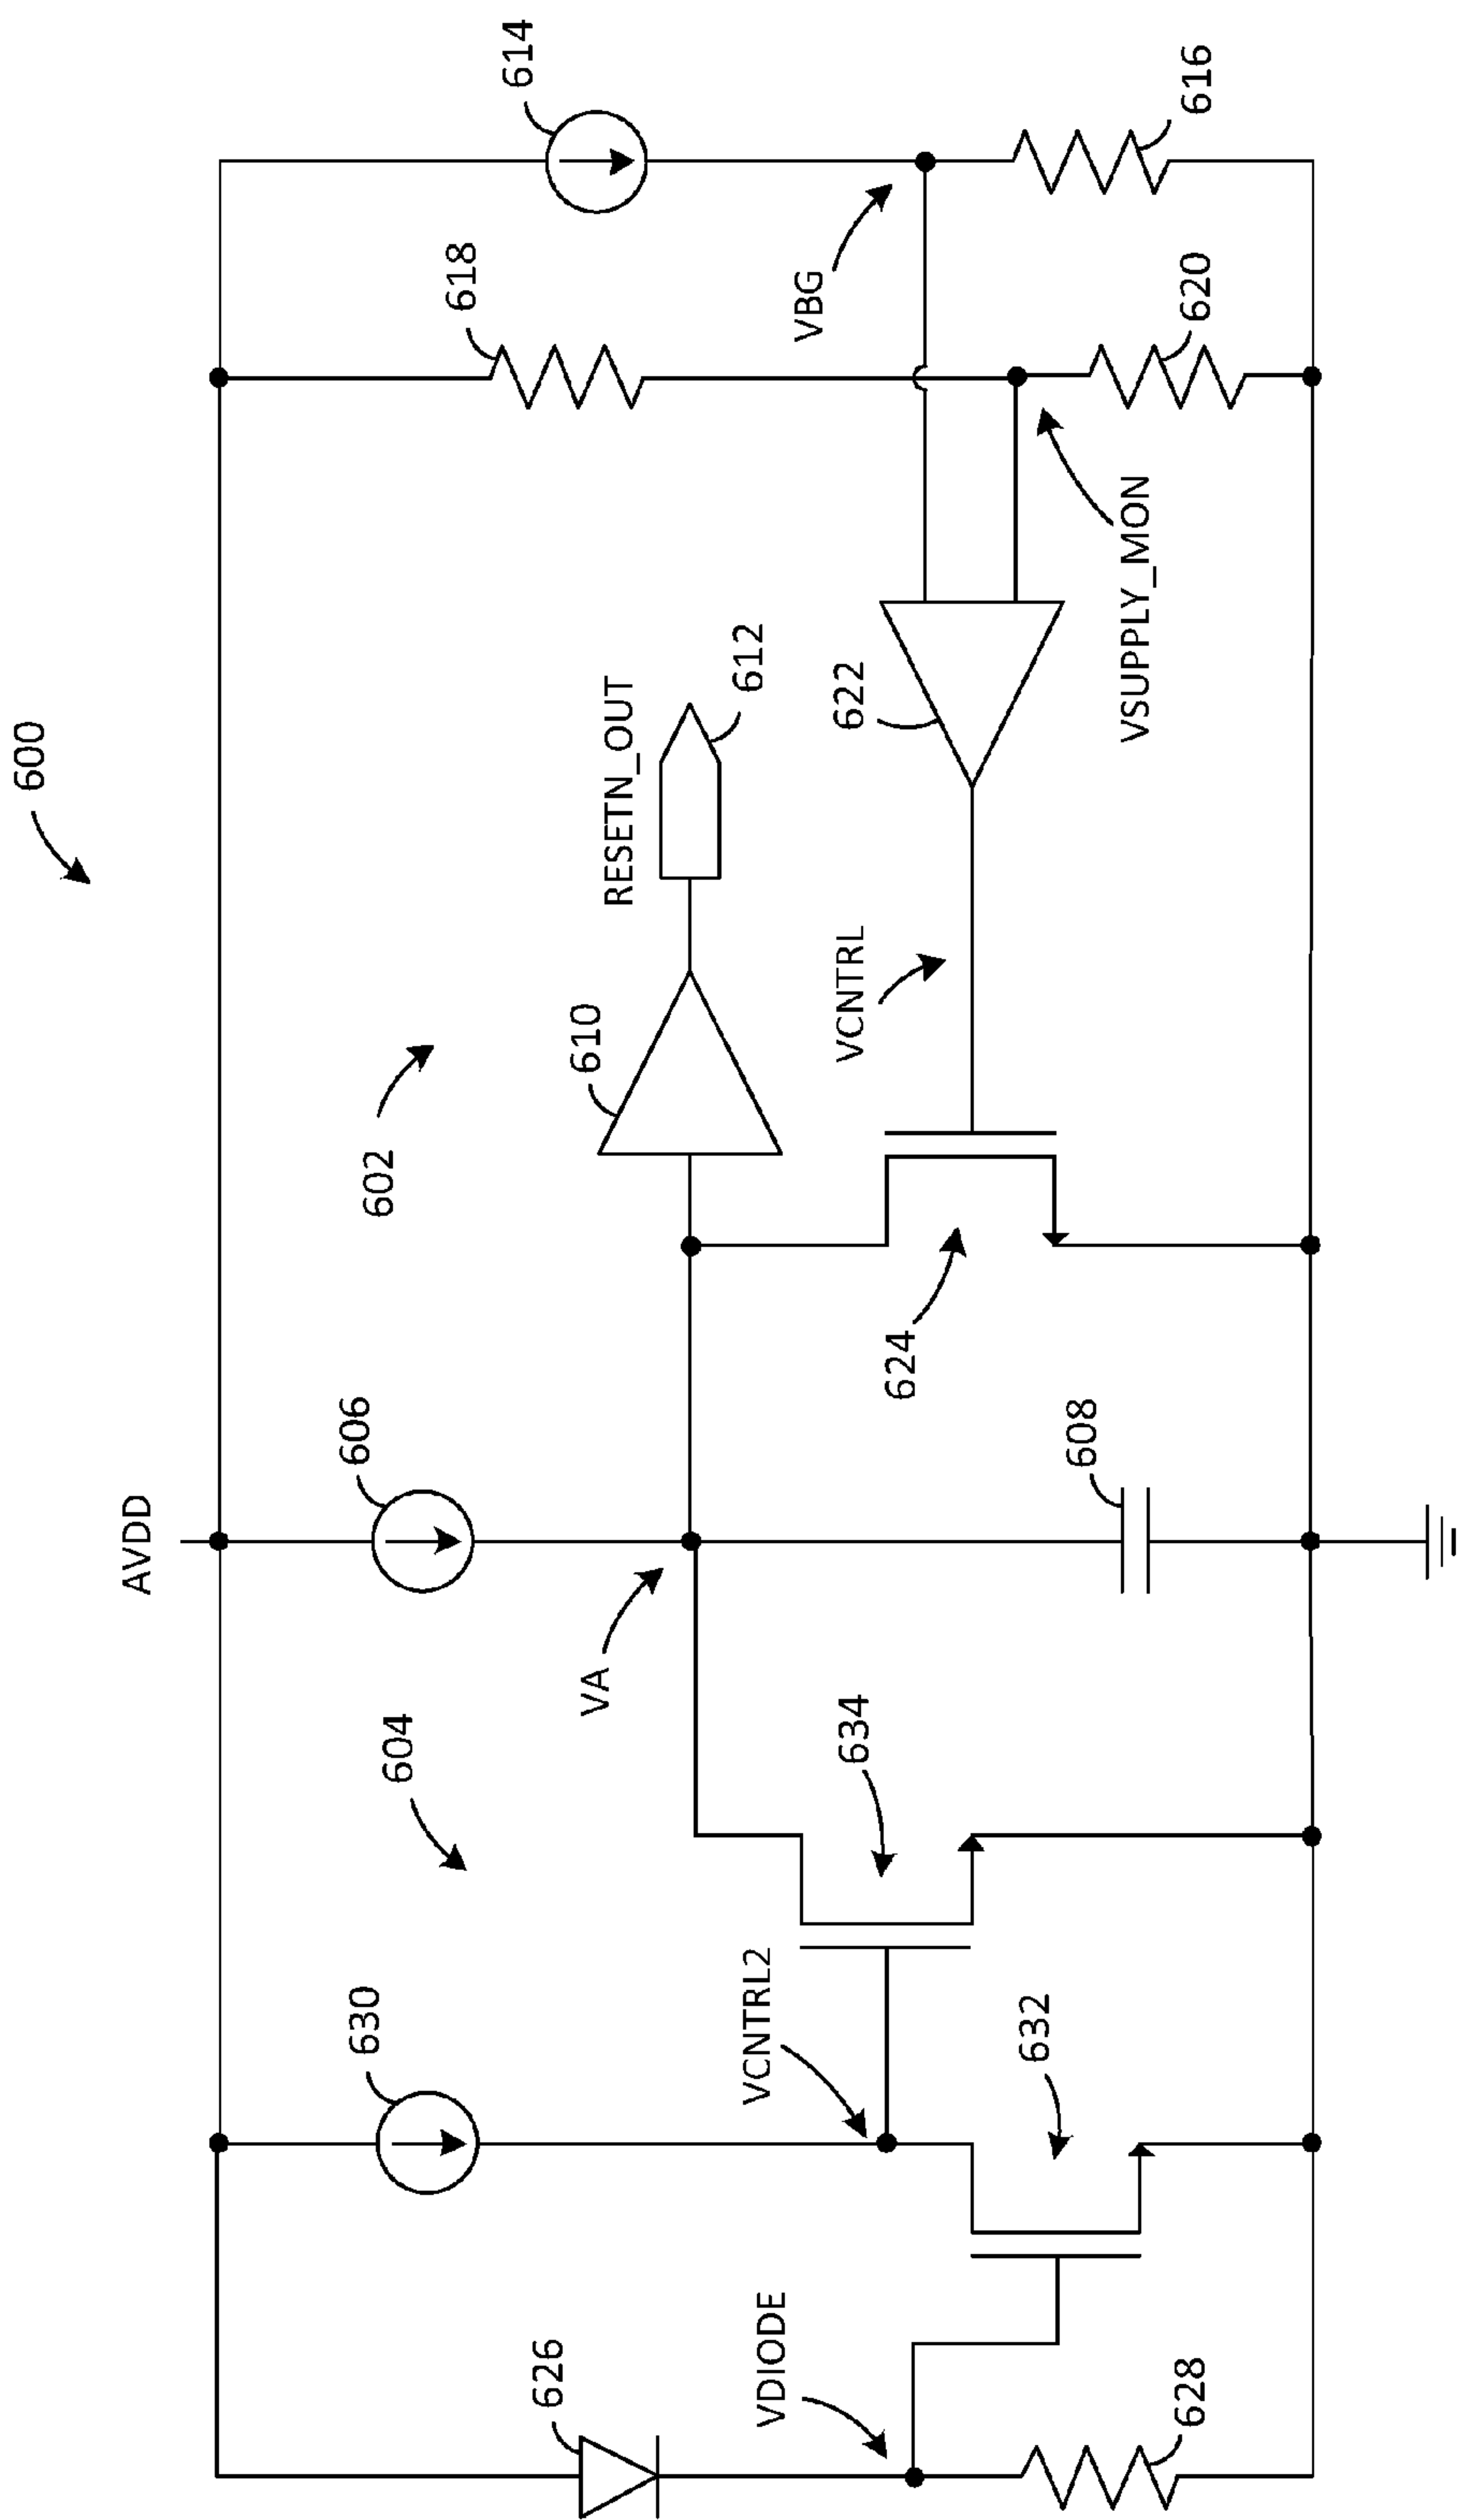 600
614
616
618
620
VBG
VSUPPLY_MON
622
612
RESETN_OUT
610
602
VCNTRL
624
606
AVDD
608
VA
604
634
630
VCNTRL2
632
626
VDIODE
628